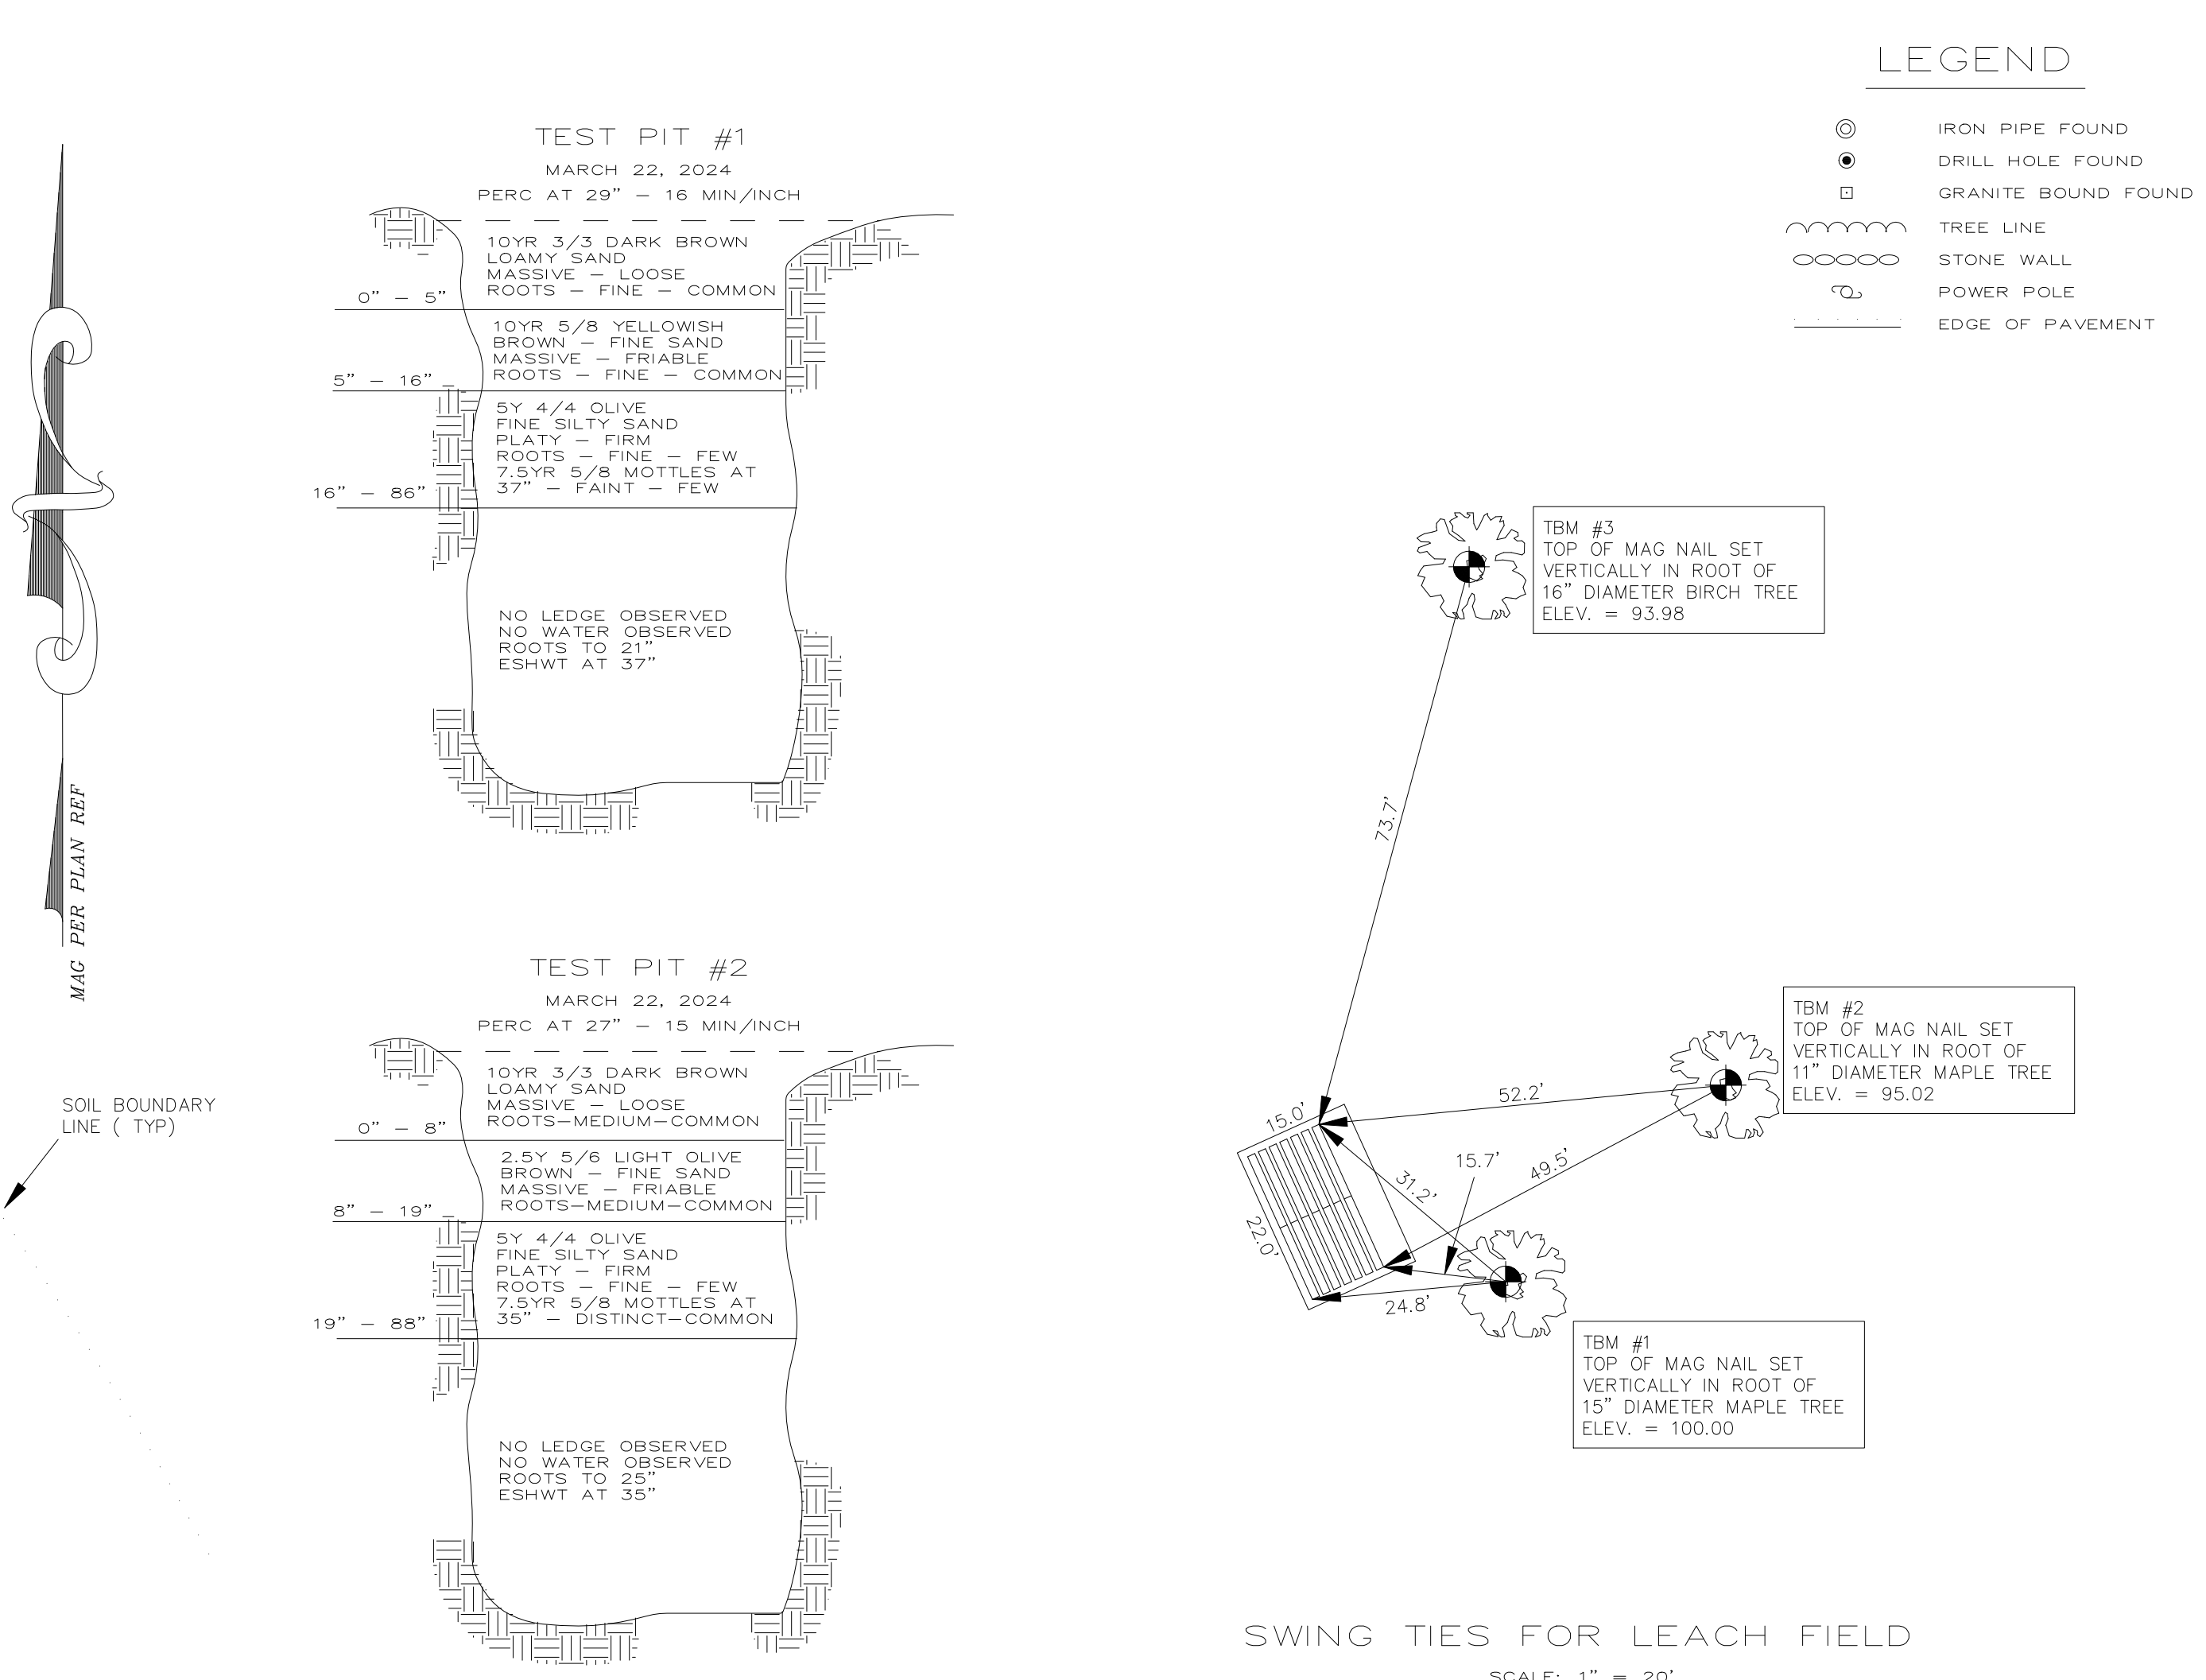 LEGEND
IRON PIPE FOUND
DRILL HOLE FOUND
GRANITE BOUND FOUND
TREE LINE
STONE WALL
POWER POLE
EDGE OF PAVEMENT
TEST PIT #1
MARCH 22, 2024
PERC AT 29" – 16 MIN/INCH
10YR 3/3 DARK BROWN
LOAMY SAND
MASSIVE – LOOSE
ROOTS – FINE – COMMON
0" – 5"
10YR 5/8 YELLOWISH
BROWN – FINE SAND
MASSIVE – FRIABLE
ROOTS – FINE – COMMON
5" – 16"
5Y 4/4 OLIVE
FINE SILTY SAND
PLATY – FIRM
ROOTS – FINE – FEW
7.5YR 5/8 MOTTLES AT
37" – FAINT – FEW
16" – 86"
NO LEDGE OBSERVED
NO WATER OBSERVED
ROOTS TO 21"
ESHWT AT 37"
MAG PER PLAN REF
TEST PIT #2
MARCH 22, 2024
PERC AT 27" – 15 MIN/INCH
10YR 3/3 DARK BROWN
LOAMY SAND
MASSIVE – LOOSE
ROOTS–MEDIUM–COMMON
0" – 8"
2.5Y 5/6 LIGHT OLIVE
BROWN – FINE SAND
MASSIVE – FRIABLE
ROOTS–MEDIUM–COMMON
8" – 19"
5Y 4/4 OLIVE
FINE SILTY SAND
PLATY – FIRM
ROOTS – FINE – FEW
7.5YR 5/8 MOTTLES AT
35" – DISTINCT–COMMON
19" – 88"
NO LEDGE OBSERVED
NO WATER OBSERVED
ROOTS TO 25"
ESHWT AT 35"
SOIL BOUNDARY
LINE ( TYP)
TBM #3
TOP OF MAG NAIL SET
VERTICALLY IN ROOT OF
16" DIAMETER BIRCH TREE
ELEV. = 93.98
73.7'
TBM #2
TOP OF MAG NAIL SET
VERTICALLY IN ROOT OF
11" DIAMETER MAPLE TREE
ELEV. = 95.02
52.2'
15.0'
49.5'
15.7'
31.2'
22.0'
24.8'
TBM #1
TOP OF MAG NAIL SET
VERTICALLY IN ROOT OF
15" DIAMETER MAPLE TREE
ELEV. = 100.00
SWING TIES FOR LEACH FIELD
SCALE: 1" = 20'